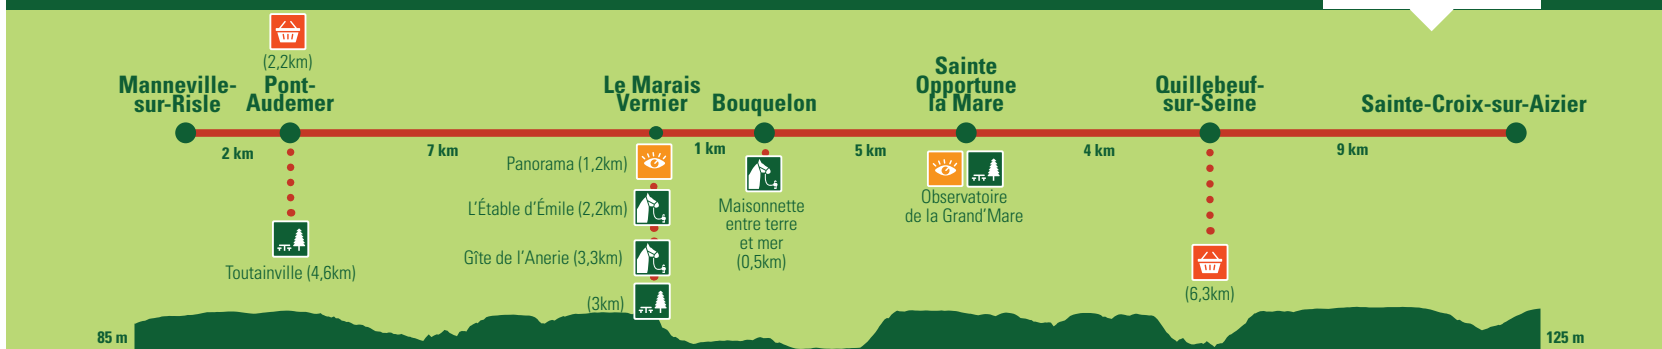 (2,2km)
Manneville-
sur-Risle
Pont-
Audemer
Le Marais
Vernier
Bouquelon
Sainte
Opportune
la Mare
Quillebeuf-
sur-Seine
Sainte-Croix-sur-Aizier
2 km
7 km
1 km
5 km
4 km
9 km
Toutainville (4,6km)
Panorama (1,2km)
L'Étable d'Émile (2,2km)
Gîte de l'Anerie (3,3km)
(3km)
Maisonnette
entre terre
et mer
(0,5km)
Observatoire
de la Grand'Mare
(6,3km)
85 m
125 m